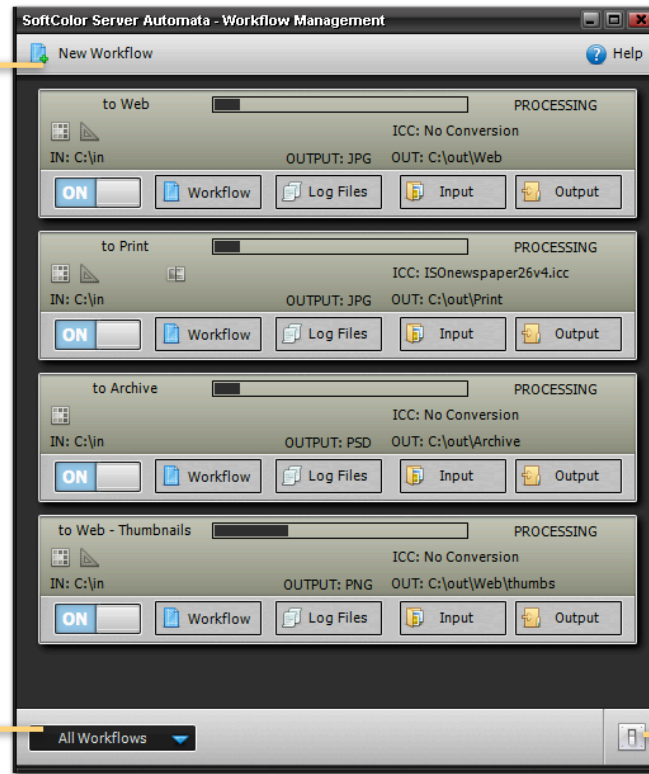 SoftColor Server Automata - Workflow Management
New Workflow Help
to Web PROCESSING
ICC: No Conversion
IN: C:\in OUTPUT: JPG OUT: C:\out\Web
ON Workflow Log Files Input Output
to Print PROCESSING
ICC: ISOnewspaper26v4.icc
IN: C:\in OUTPUT: JPG OUT: C:\out\Print
ON Workflow Log Files Input Output
to Archive PROCESSING
ICC: No Conversion
IN: C:\in OUTPUT: PSD OUT: C:\out\Archive
ON Workflow Log Files Input Output
to Web - Thumbnails PROCESSING
ICC: No Conversion
IN: C:\in OUTPUT: PNG OUT: C:\out\Web\thumbs
ON Workflow Log Files Input Output
All Workflows